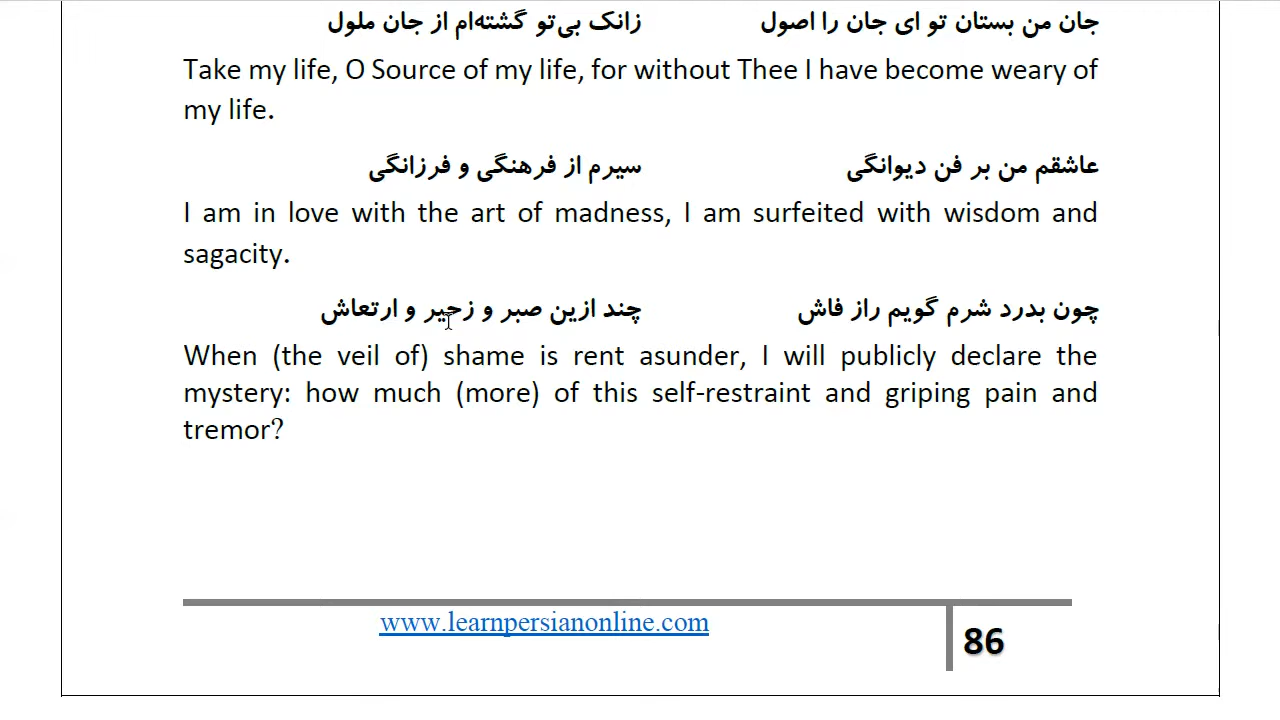 جان من بستان تو ای جان را اصول زانک بی‌تو گشته‌ام از جان ملول
Take my life, O Source of my life, for without Thee I have become weary of
my life.
عاشقم من بر فن دیوانگی سیرم از فرهنگی و فرزانگی
I am in love with the art of madness, I am surfeited with wisdom and
sagacity.
چون بدرد شرم گویم راز فاش چند ازین صبر و زحیر و ارتعاش
When (the veil of) shame is rent asunder, I will publicly declare the
mystery: how much (more) of this self-restraint and griping pain and
tremor?
www.learnpersianonline.com
86